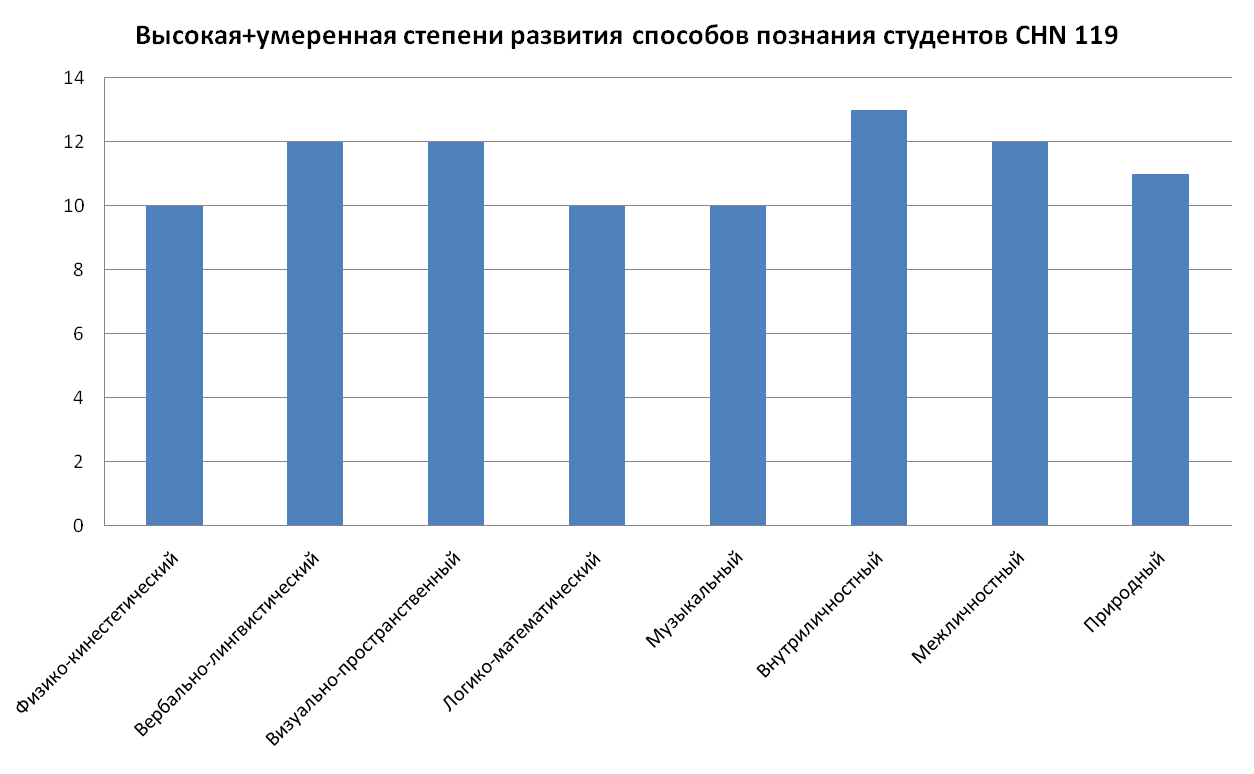 Высокая+умеренная степени развития способов познания студентов CHN 119
14
12
10
8
6
4
2
0
Физико-кинестетический
Вербально-лингвистический
Визуально-пространственный
Логико-математический
Музыкальный
Внутриличностный
Межличностный
Природный